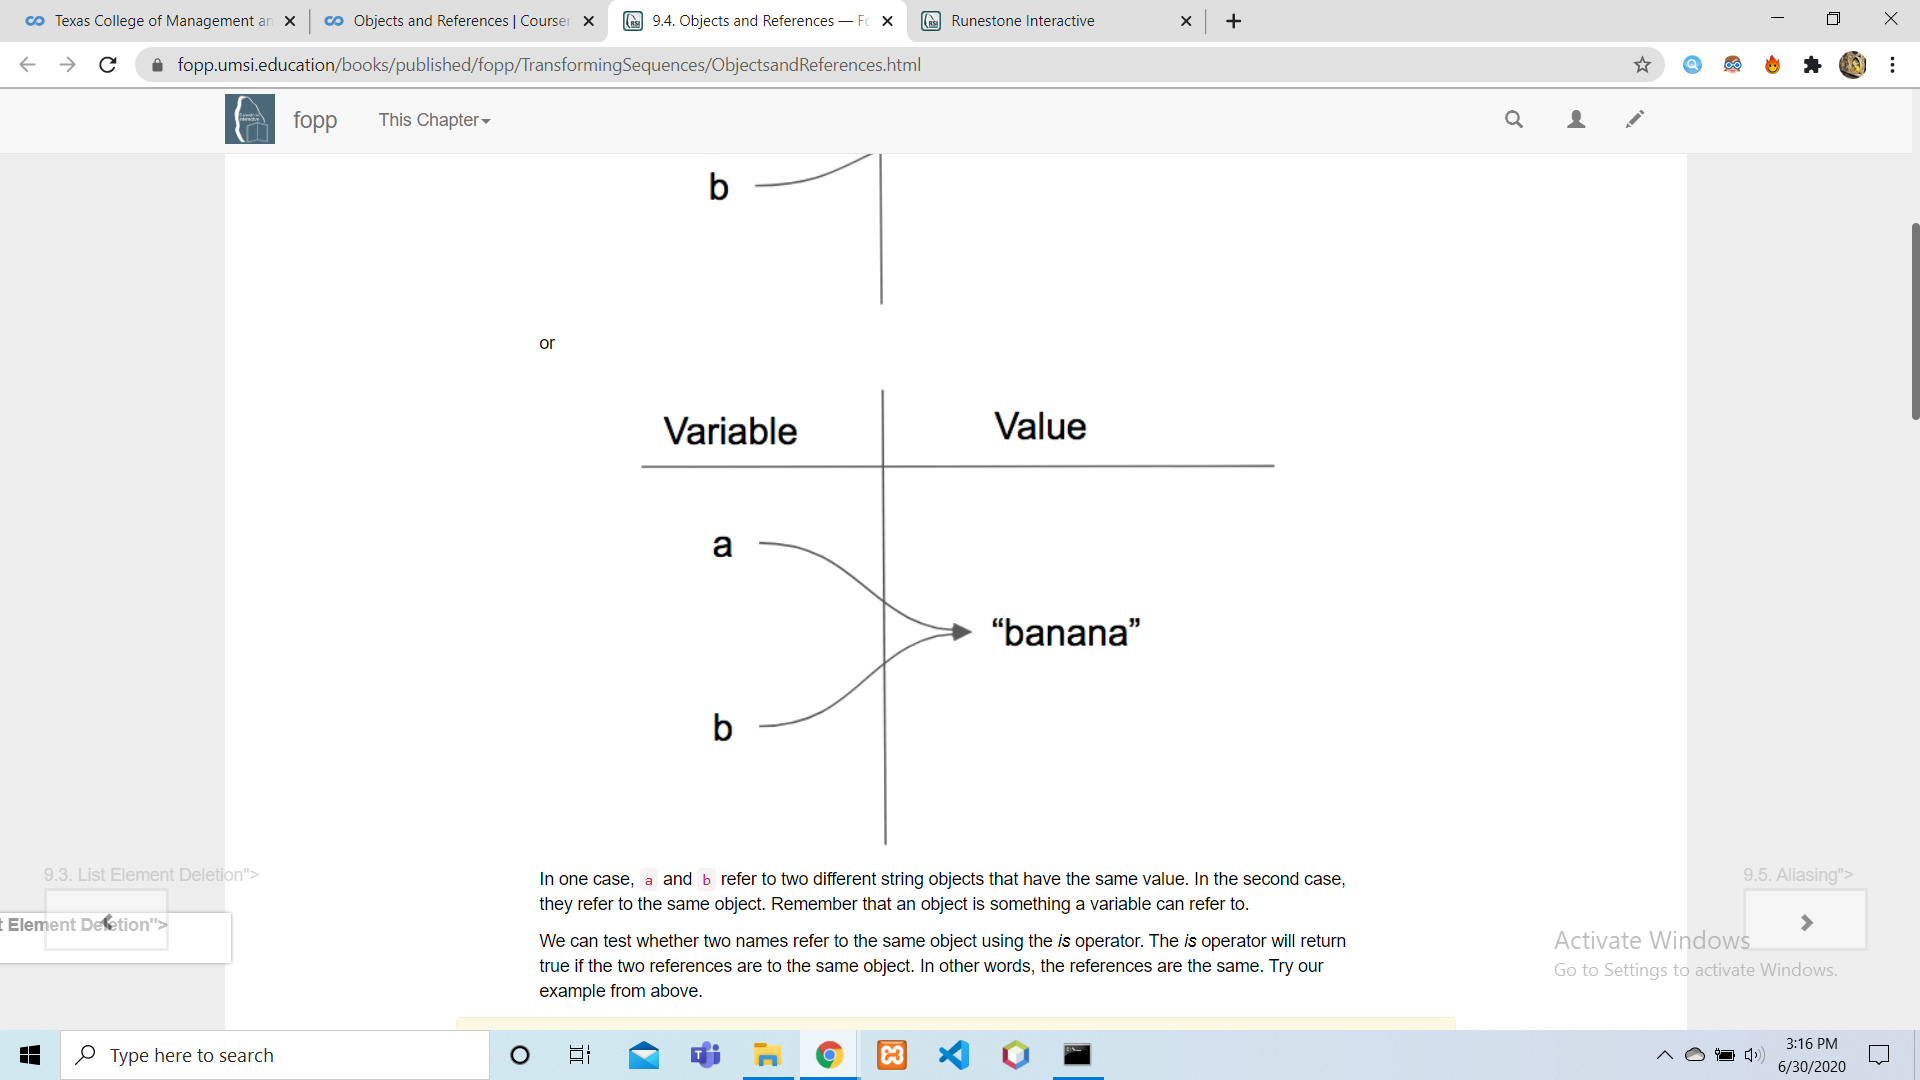 Texas College of Management an
Objects and References | Courser
9.4. Objects and References — Fo
Runestone Interactive
fopp.umsi.education/books/published/fopp/TransformingSequences/ObjectsandReferences.html
fopp
This Chapter
b
or
Variable
Value
a
“banana”
b
In one case, a and b refer to two different string objects that have the same value. In the second case,
they refer to the same object. Remember that an object is something a variable can refer to.
We can test whether two names refer to the same object using the is operator. The is operator will return
true if the two references are to the same object. In other words, the references are the same. Try our
example from above.
9.3. List Element Deletion">
t Element Deletion">
9.5. Aliasing">
Activate Windows
Go to Settings to activate Windows.
Type here to search
3:16 PM
6/30/2020